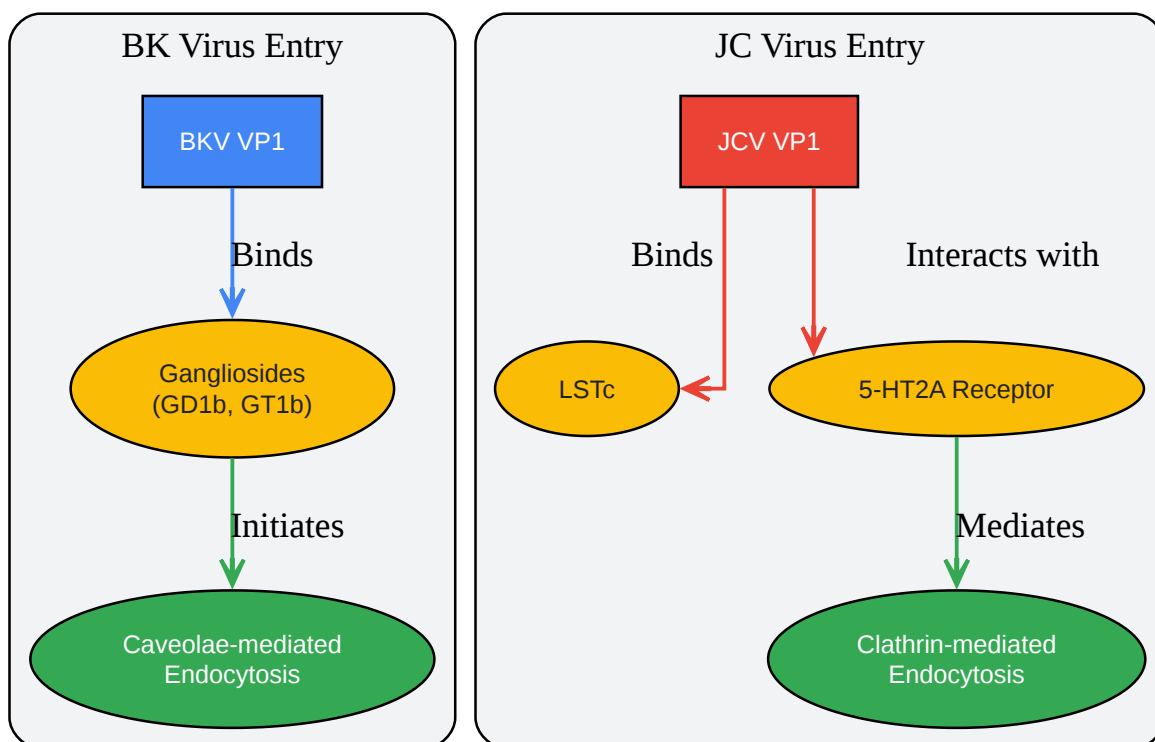 BK Virus Entry
BKV VP1
Binds
Gangliosides
(GD1b, GT1b)
Initiates
Caveolae-mediated
Endocytosis
JC Virus Entry
JCV VP1
Binds
Interacts with
LSTc
5-HT2A Receptor
Mediates
Clathrin-mediated
Endocytosis